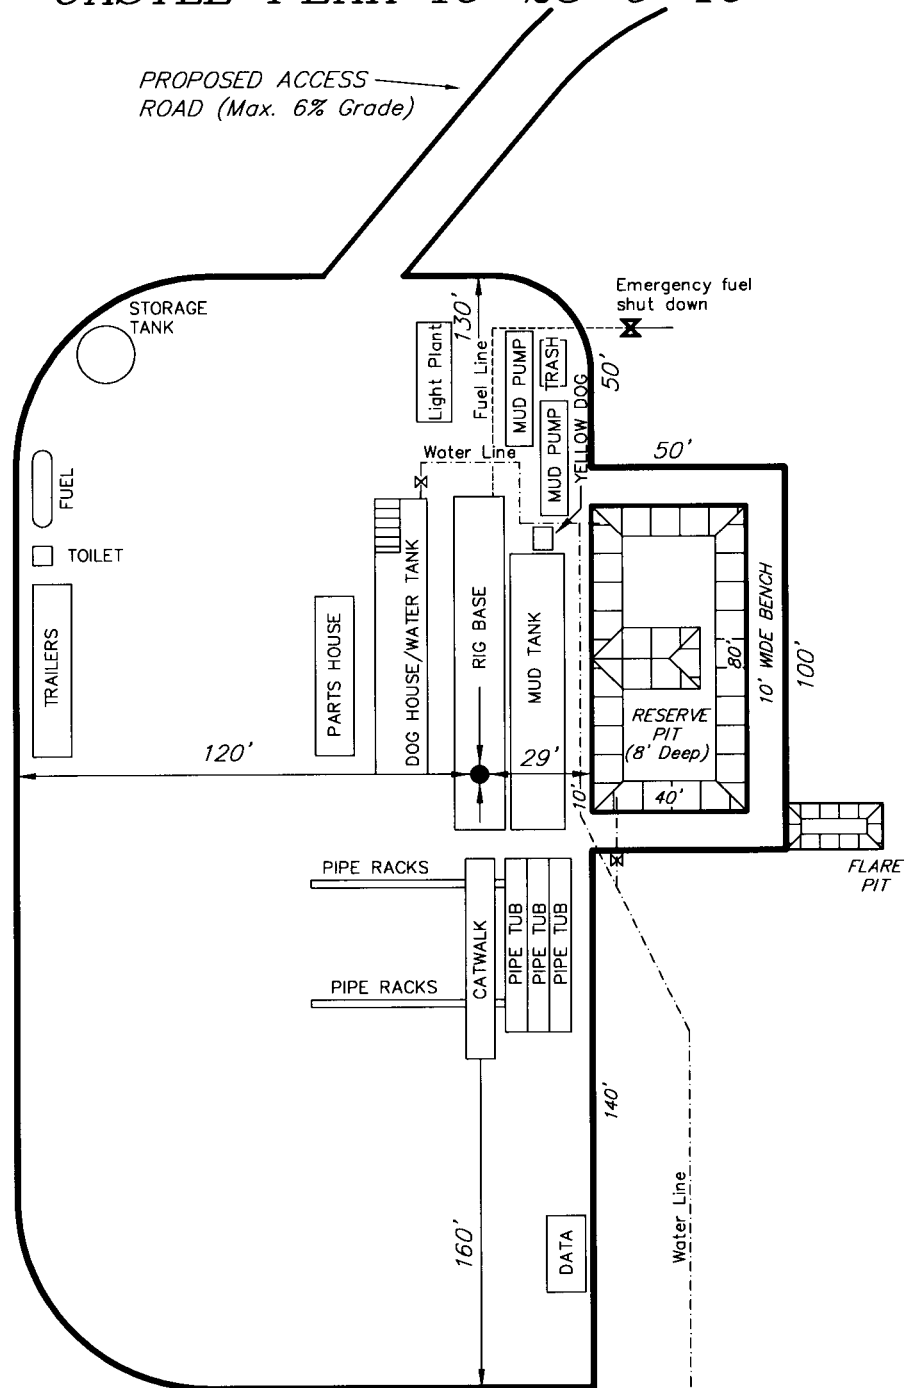 PROPOSED ACCESS
ROAD (Max. 6% Grade)
STORAGE
TANK
Emergency fuel
shut down
130'
Light Plant
Fuel Line
MUD PUMP
TRASH
50'
MUD PUMP
YELLOW DOG
Water Line
50'
FUEL
TOILET
TRAILERS
PARTS HOUSE
DOG HOUSE/WATER TANK
RIG BASE
MUD TANK
80'
10' WIDE BENCH
100'
RESERVE
PIT
(8' Deep)
120'
29'
10'
40'
FLARE
PIT
PIPE RACKS
CATWALK
PIPE TUB
PIPE TUB
PIPE TUB
PIPE RACKS
140'
Water Line
160'
DATA